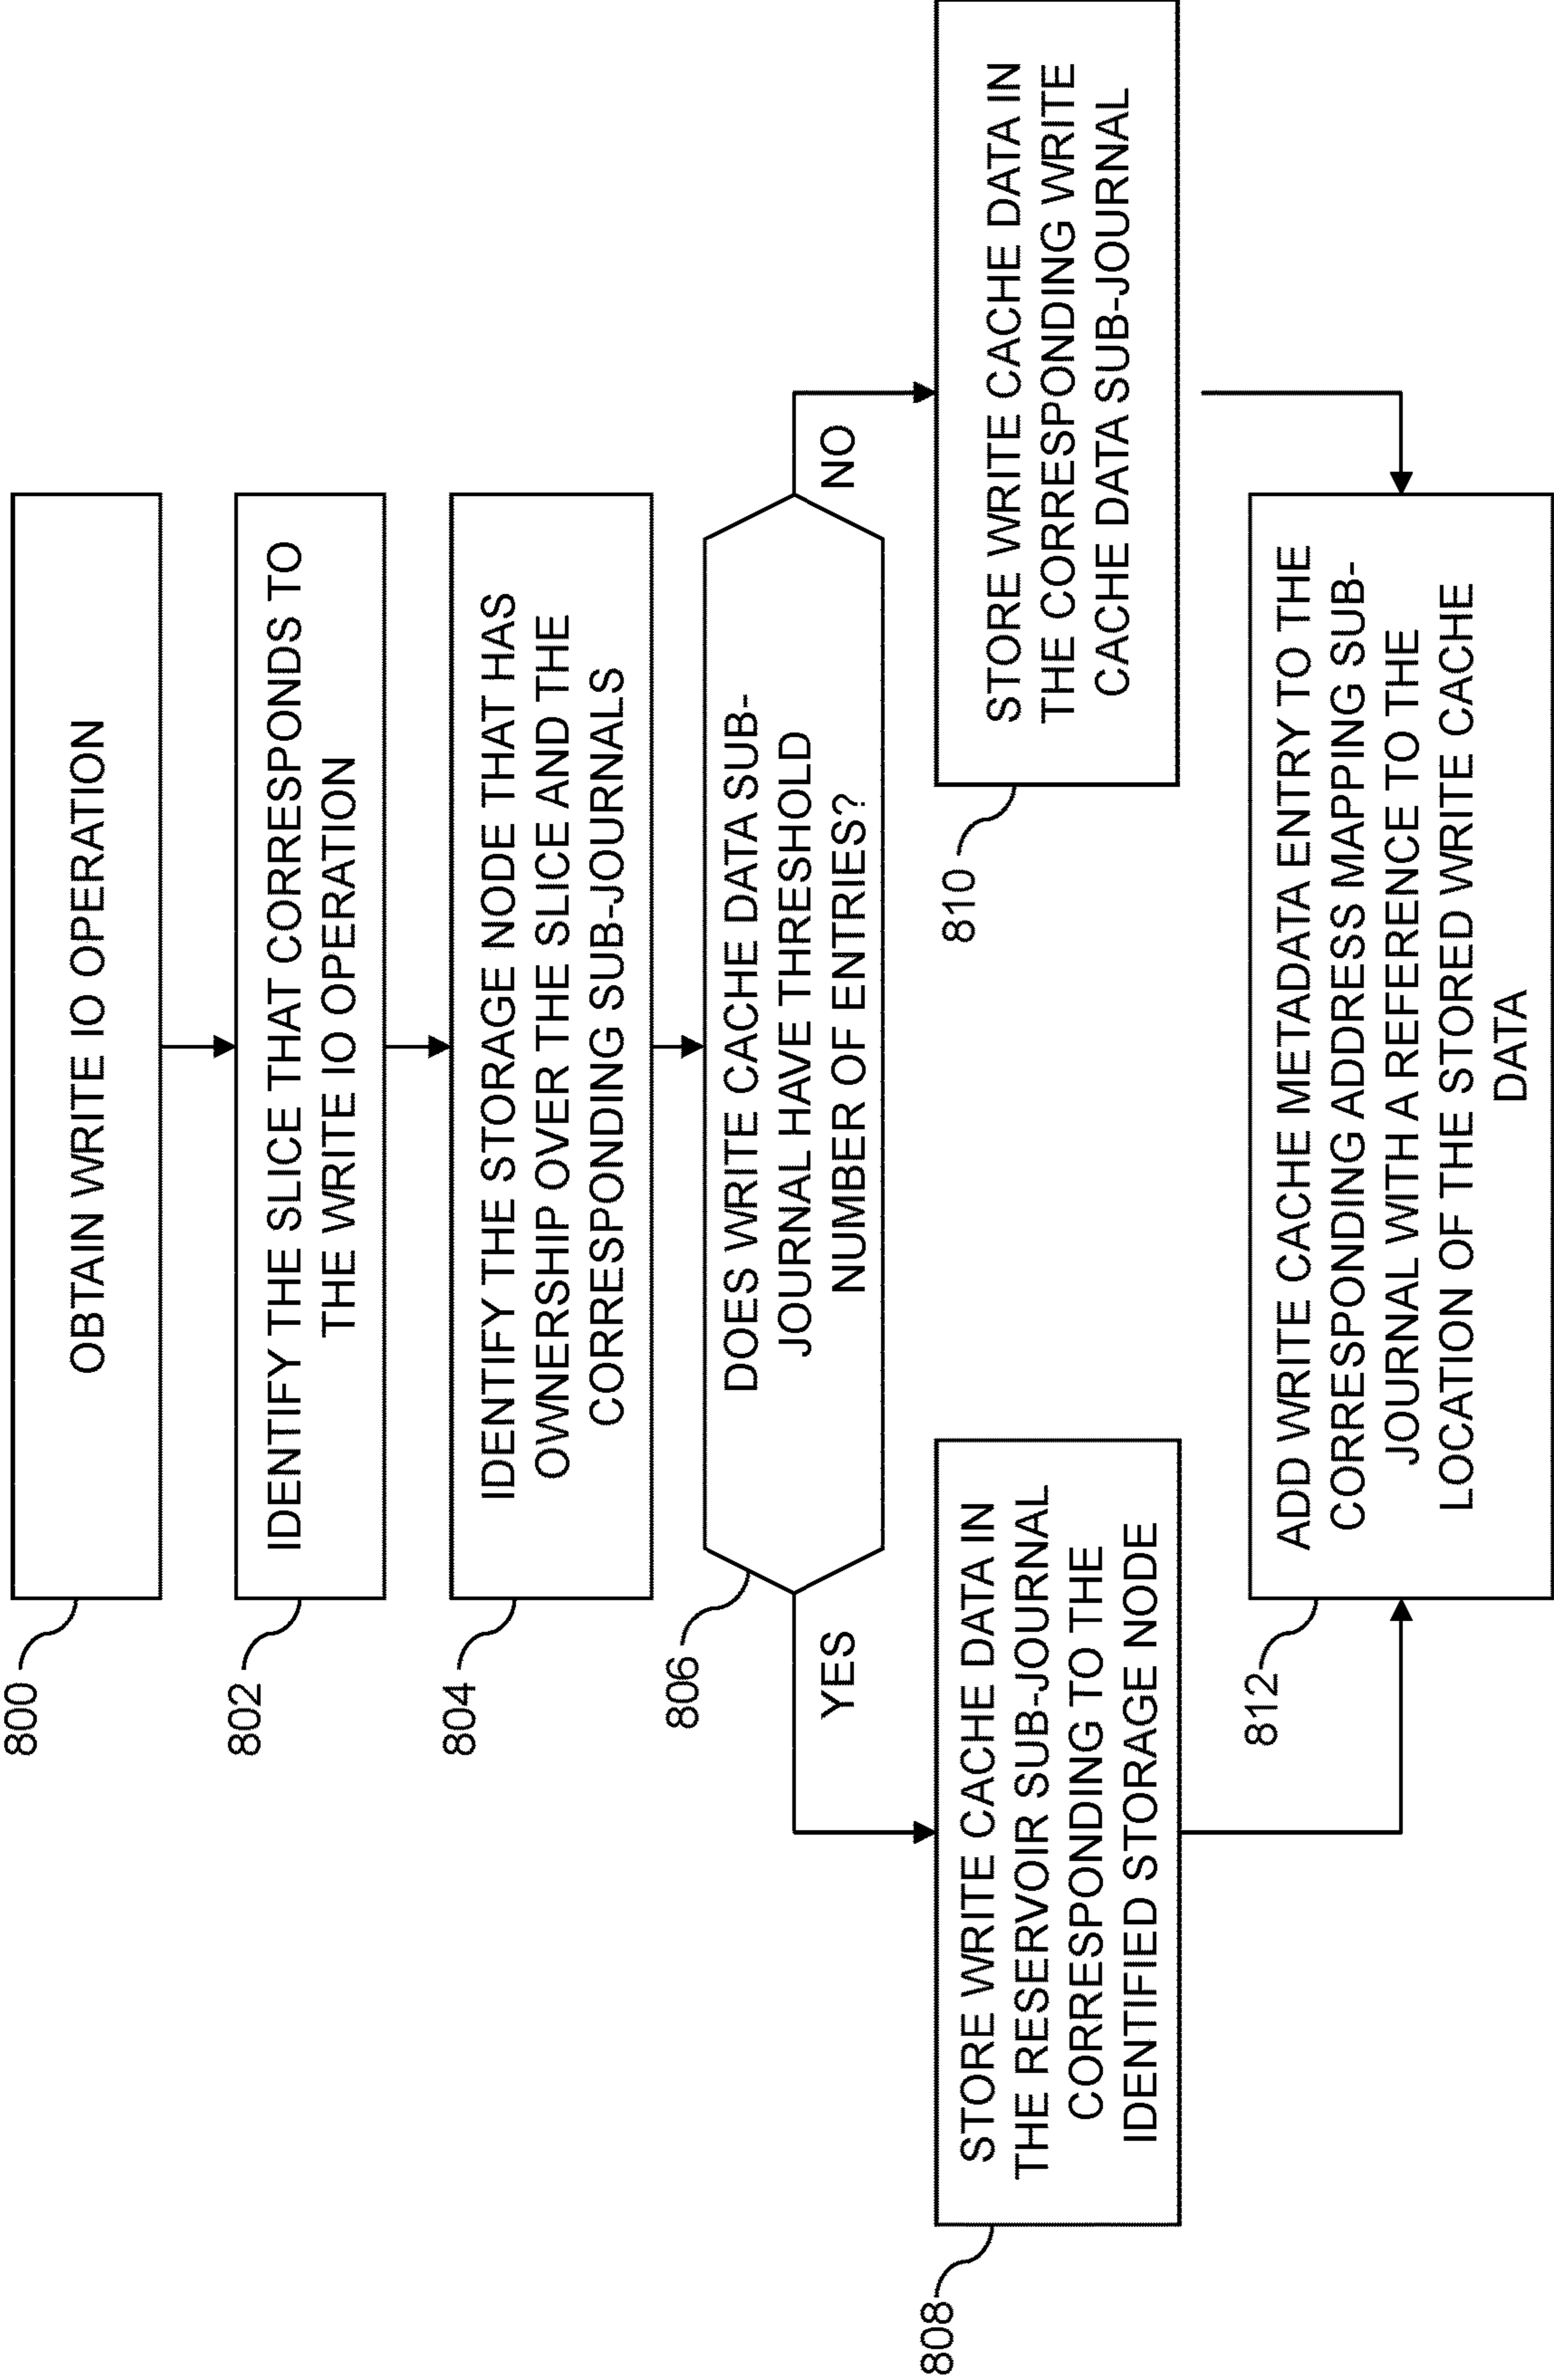 800
OBTAIN WRITE IO OPERATION
802
IDENTIFY THE SLICE THAT CORRESPONDS TO
THE WRITE IO OPERATION
804
IDENTIFY THE STORAGE NODE THAT HAS
OWNERSHIP OVER THE SLICE AND THE
CORRESPONDING SUB-JOURNALS
806
DOES WRITE CACHE DATA SUB-
JOURNAL HAVE THRESHOLD
NUMBER OF ENTRIES?
YES
NO
808
STORE WRITE CACHE DATA IN
THE RESERVOIR SUB-JOURNAL
CORRESPONDING TO THE
IDENTIFIED STORAGE NODE
810
STORE WRITE CACHE DATA IN
THE CORRESPONDING WRITE
CACHE DATA SUB-JOURNAL
812
ADD WRITE CACHE METADATA ENTRY TO THE
CORRESPONDING ADDRESS MAPPING SUB-
JOURNAL WITH A REFERENCE TO THE
LOCATION OF THE STORED WRITE CACHE
DATA